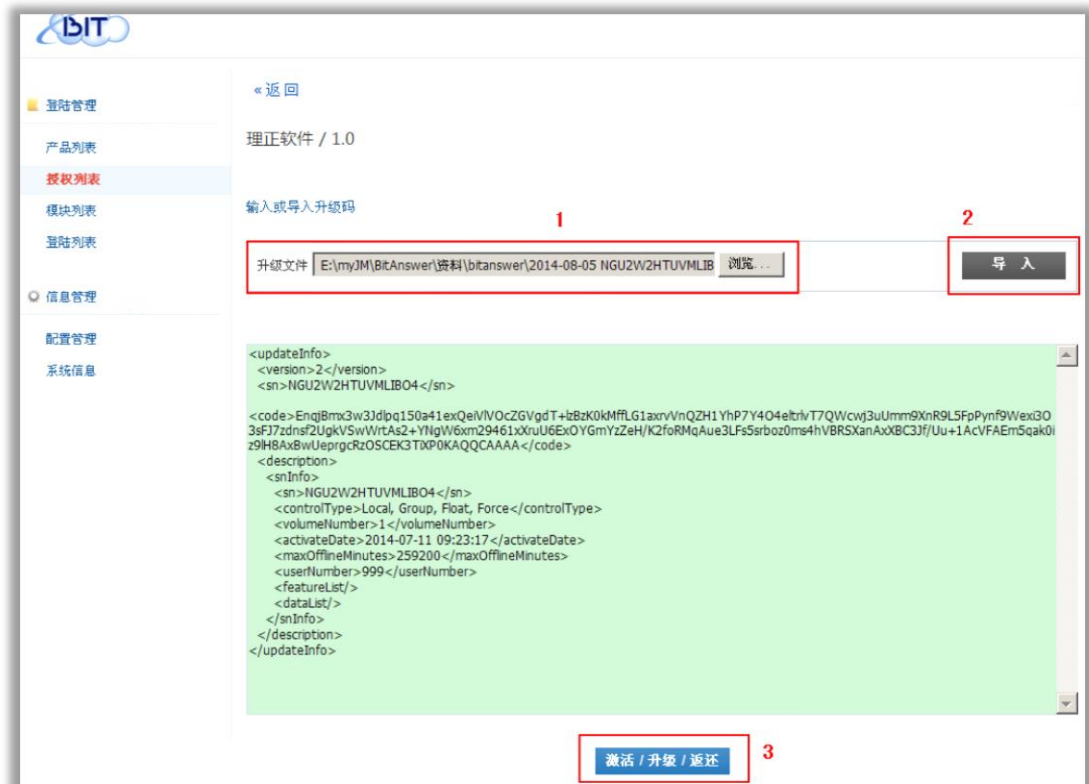 BIT
«返回
登陆管理
理正软件 / 1.0
产品列表
授权列表
模块列表
输入或导入升级码
登陆列表
1
2
升级文件 E:\myJM\BitAnswer\资料\bitanswer\2014-08-05 NGU2W2HTUVMLIB 浏览... 导 入
信息管理
配置管理
系统信息
<updateInfo>
<version>2</version>
<sn>NGU2W2HTUVMLIBO4</sn>
<description>
<snInfo>
<sn>NGU2W2HTUVMLIBO4</sn>
<controlType>Local, Group, Float, Force</controlType>
<volumeNumber>1</volumeNumber>
<activateDate>2014-07-11 09:23:17</activateDate>
<maxOfflineMinutes>259200</maxOfflineMinutes>
<userNumber>999</userNumber>
<featureList/>
<dataList/>
</snInfo>
</description>
</updateInfo>
激活 / 升级 / 返还
3